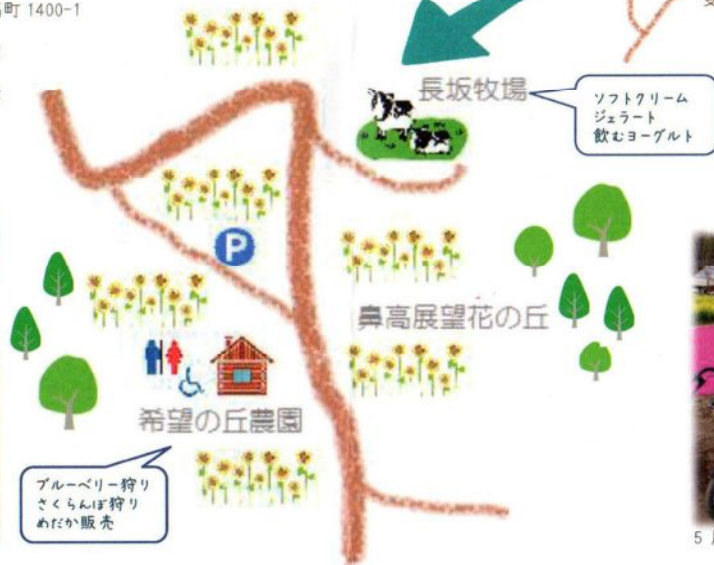 町 1400-1
長坂牧場
ソフトクリーム
ジェラート
飲むヨーグルト
P
鼻高展望花の丘
希望の丘農園
ブルーベリー狩り
さくらんぼ狩り
めだか販売
5